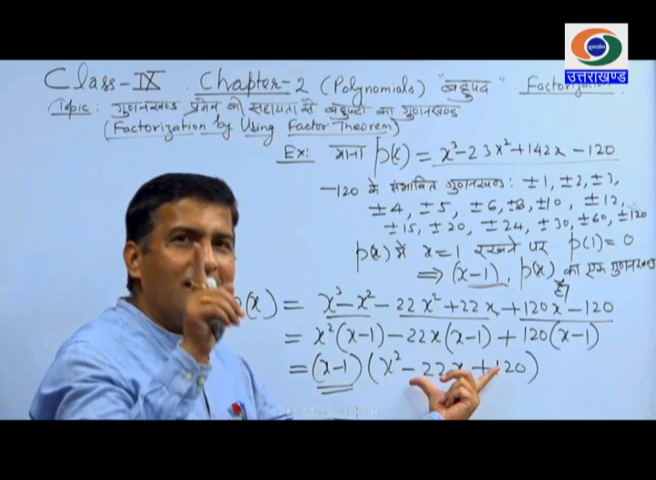 उत्तराखण्ड
Class-IX : Chapter-2 (Polynomials) "बहुपद" Factorization
Topic: गुणनखण्ड प्रमेय की सहायता से बहुपदों का गुणनखण्ड
(Factorization by Using Factor Theorem)
Ex: माना p(x) = x³-23x²+142x-120
-120 के संभावित गुणनखण्ड: ±1, ±2, ±3,
±4, ±5, ±6, ±8, ±10, ±12,
±15, ±20, ±24, ±30, ±60, ±120
p(x) में x=1 रखने पर p(1)=0
⇒ (x-1), p(x) का एक गुणनखण्ड
है।
(x) = x³-x²-22x²+22x+120x-120
= x²(x-1)-22x(x-1)+120(x-1)
= (x-1)(x²-22x+120)